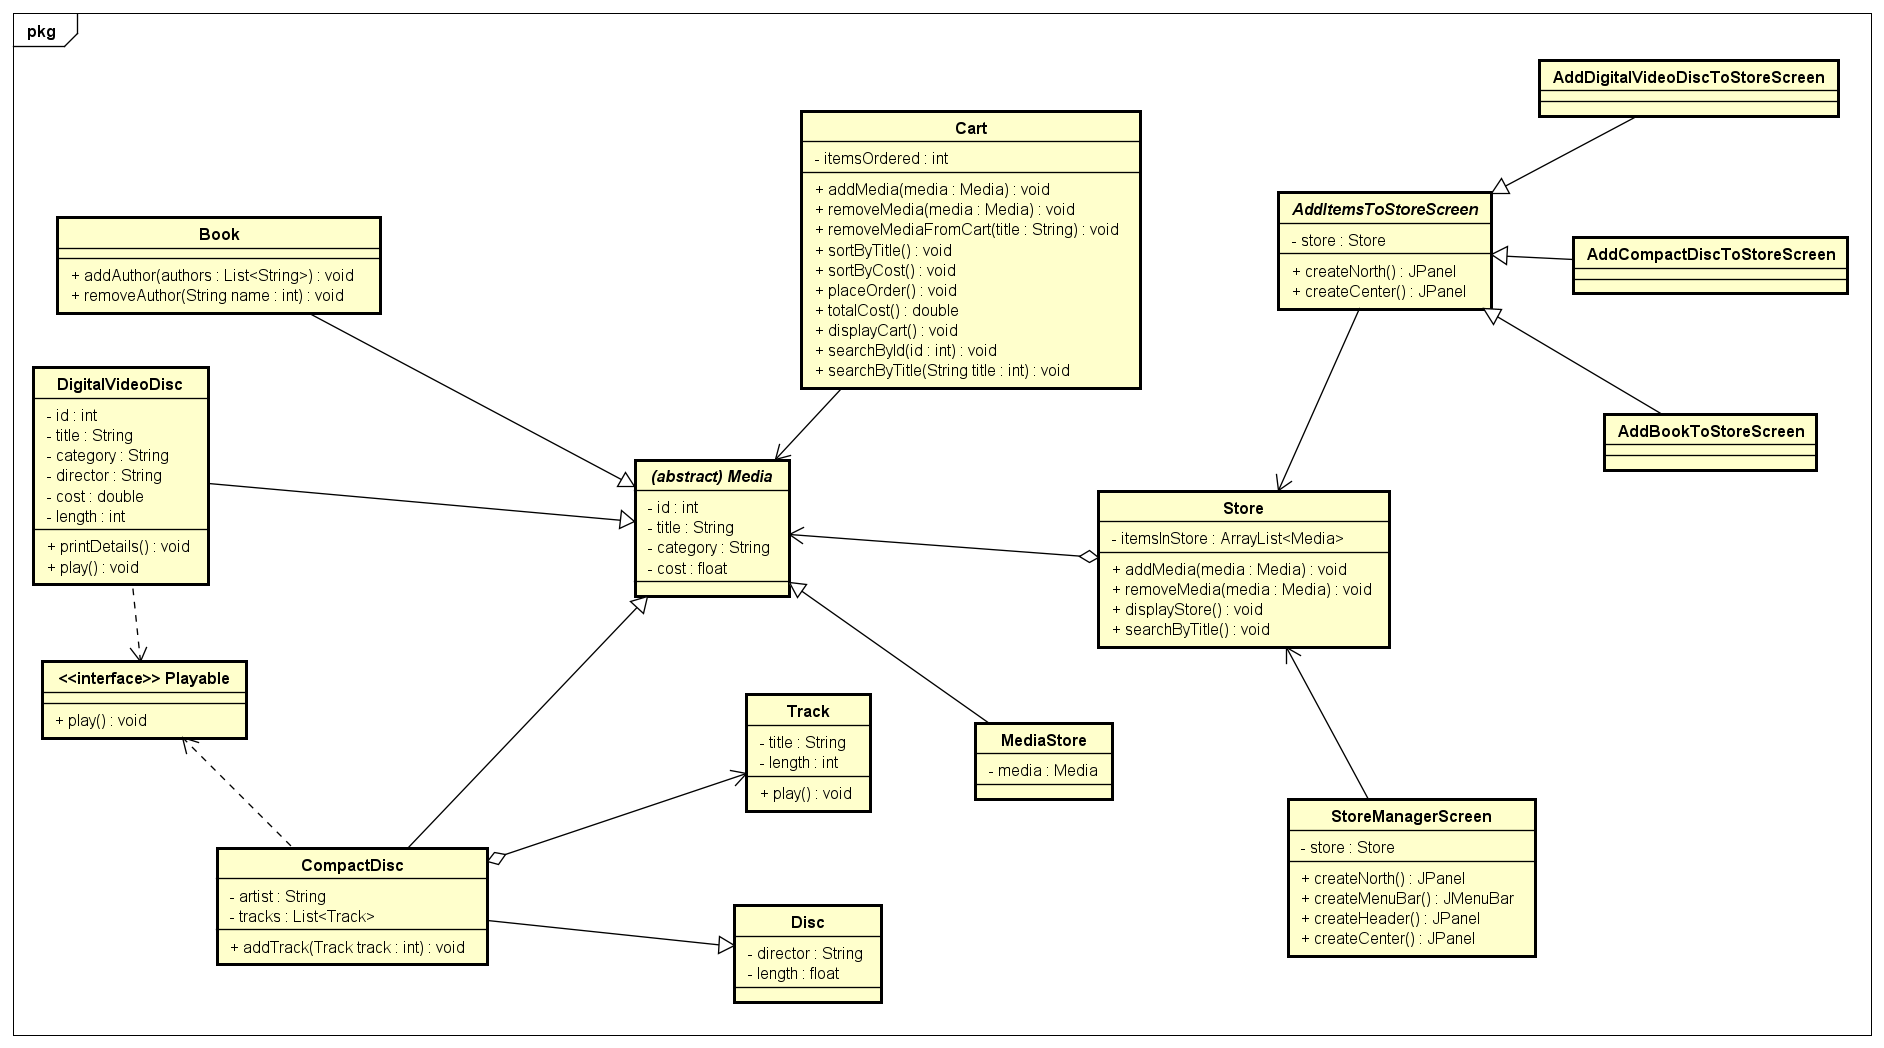 pkg
AddDigitalVideoDiscToStoreScreen
Cart
- itemsOrdered : int
+ addMedia(media : Media) : void
+ removeMedia(media : Media) : void
+ removeMediaFromCart(title : String) : void
+ sortByTitle() : void
+ sortByCost() : void
+ placeOrder() : void
+ totalCost() : double
+ displayCart() : void
+ searchById(id : int) : void
+ searchByTitle(String title : int) : void
AddItemsToStoreScreen
- store : Store
+ createNorth() : JPanel
+ createCenter() : JPanel
Book
+ addAuthor(authors : List<String>) : void
+ removeAuthor(String name : int) : void
AddCompactDiscToStoreScreen
DigitalVideoDisc
- id : int
- title : String
- category : String
- director : String
- cost : double
- length : int
+ printDetails() : void
+ play() : void
AddBookToStoreScreen
(abstract) Media
- id : int
- title : String
- category : String
- cost : float
Store
- itemsInStore : ArrayList<Media>
+ addMedia(media : Media) : void
+ removeMedia(media : Media) : void
+ displayStore() : void
+ searchByTitle() : void
<<interface>> Playable
+ play() : void
Track
- title : String
- length : int
+ play() : void
MediaStore
- media : Media
StoreManagerScreen
- store : Store
+ createNorth() : JPanel
+ createMenuBar() : JMenuBar
+ createHeader() : JPanel
+ createCenter() : JPanel
CompactDisc
- artist : String
- tracks : List<Track>
+ addTrack(Track track : int) : void
Disc
- director : String
- length : float